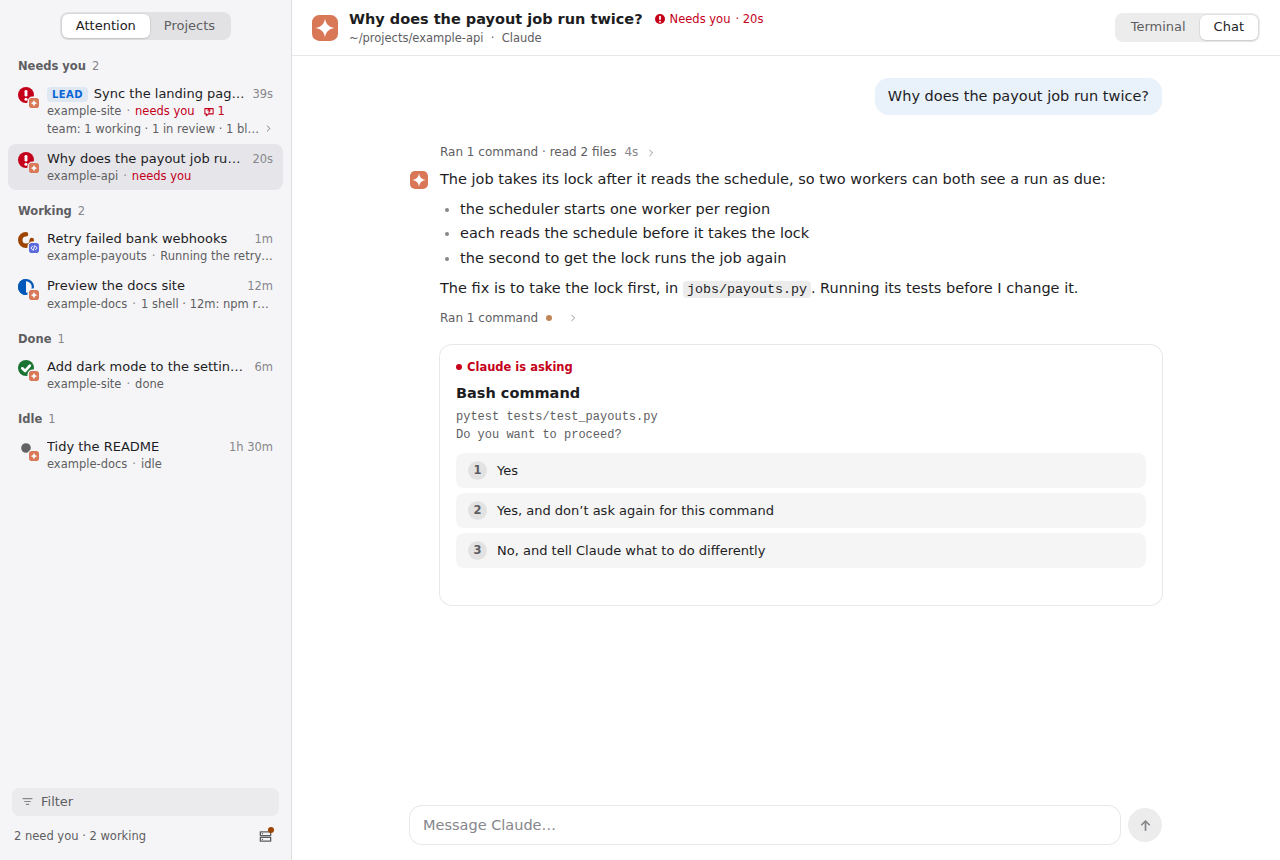 Attention Projects
Needs you 2
LEAD Sync the landing pag… 39s
example-site · needs you 1
team: 1 working · 1 in review · 1 bl…
Why does the payout job ru… 20s
example-api · needs you
Working 2
Retry failed bank webhooks 1m
example-payouts · Running the retry…
Preview the docs site 12m
example-docs · 1 shell · 12m: npm r…
Done 1
Add dark mode to the settin… 6m
example-site · done
Idle 1
Tidy the README 1h 30m
example-docs · idle
Filter
2 need you · 2 working
Why does the payout job run twice? Needs you · 20s
~/projects/example-api · Claude
Terminal Chat
Why does the payout job run twice?
Ran 1 command · read 2 files 4s
The job takes its lock after it reads the schedule, so two workers can both see a run as due:
• the scheduler starts one worker per region
• each reads the schedule before it takes the lock
• the second to get the lock runs the job again
The fix is to take the lock first, in jobs/payouts.py. Running its tests before I change it.
Ran 1 command
Claude is asking
Bash command
pytest tests/test_payouts.py
Do you want to proceed?
1 Yes
2 Yes, and don’t ask again for this command
3 No, and tell Claude what to do differently
Message Claude…